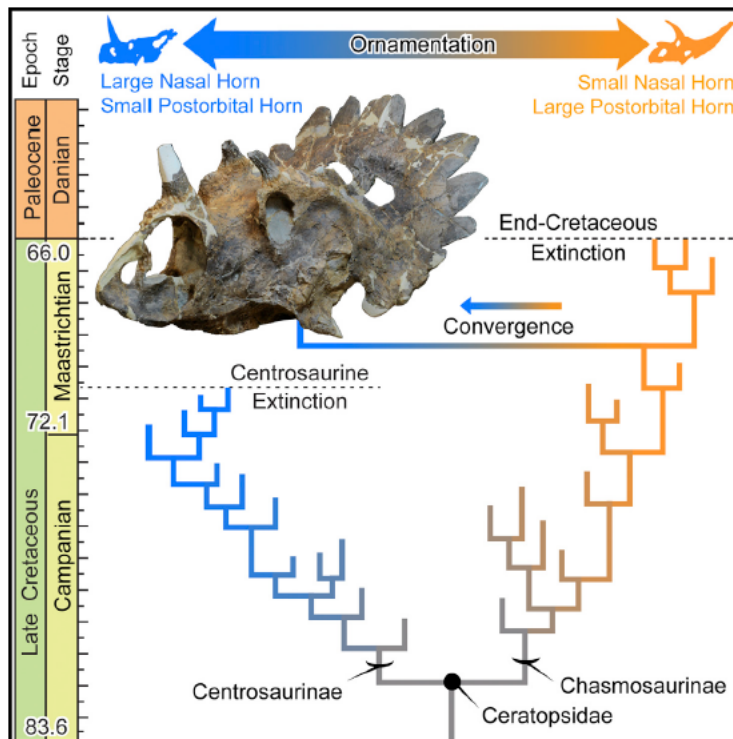 Epoch
Stage
Ornamentation
Large Nasal Horn
Small Postorbital Horn
Small Nasal Horn
Large Postorbital Horn
Paleocene
Danian
End-Cretaceous
Extinction
66.0
Convergence
Maastrichtian
Centrosaurine
Extinction
72.1
Late Cretaceous
Campanian
Centrosaurinae
Chasmosaurinae
Ceratopsidae
83.6